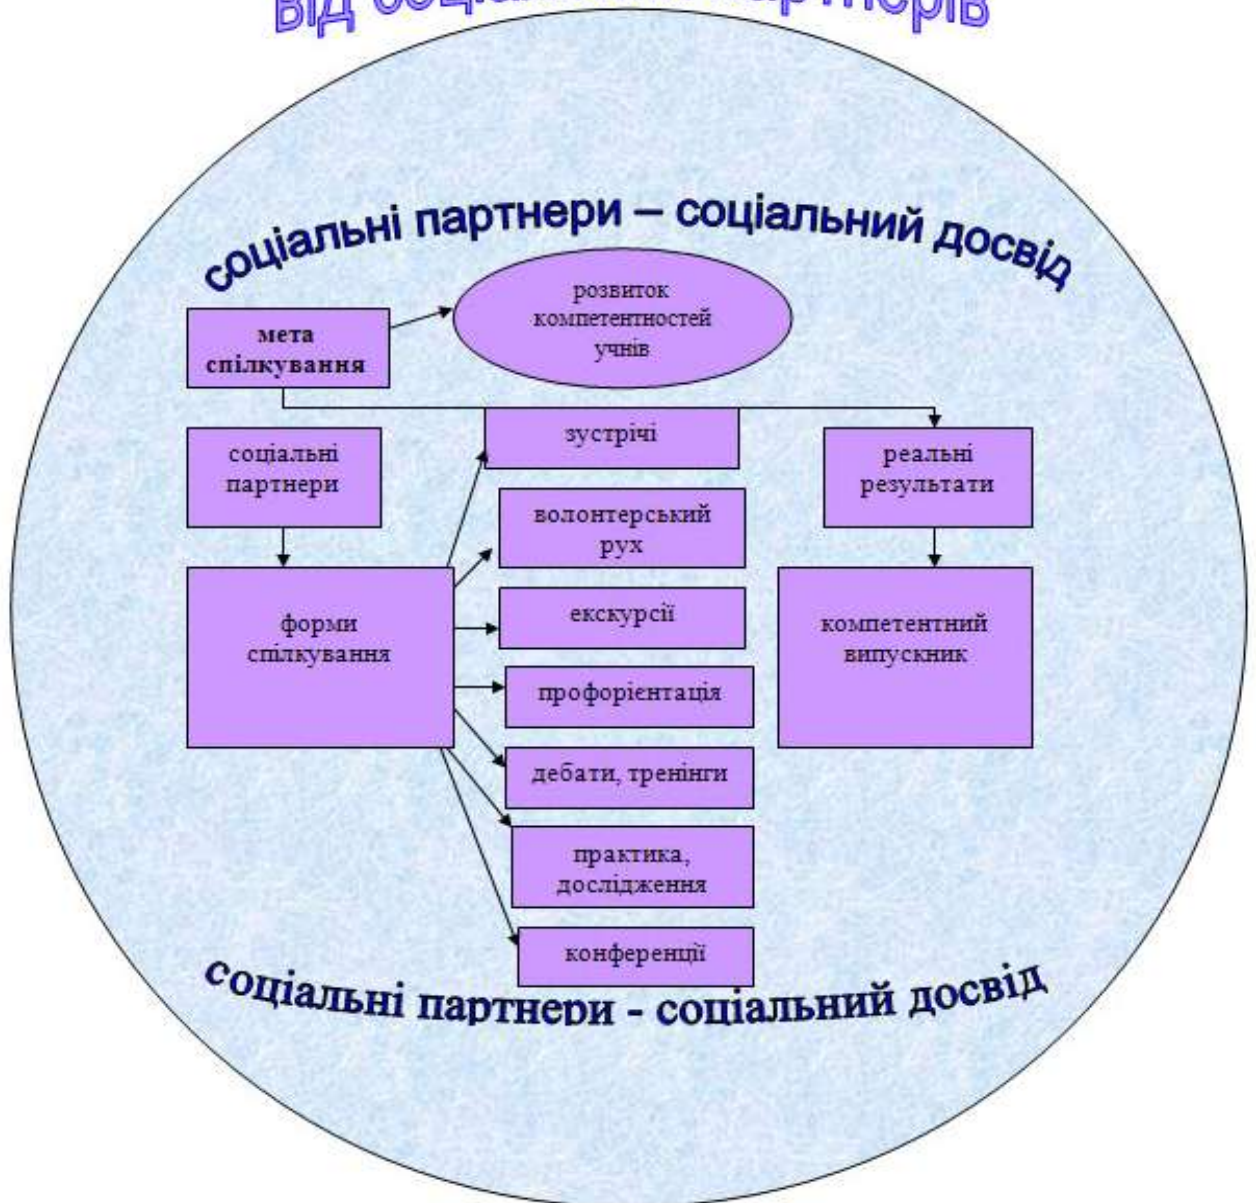 від
соціальні партнери – соціальний досвід
розвиток
компетентностей
учнів
мета
спілкування
зустрічі
соціальні
партнери
реальні
результати
волонтерський
рух
форми
спілкування
екскурсії
компетентний
випускник
профорієнтація
дебати, тренінги
практика,
дослідження
конференції
соціальні партнери - соціальний досвід